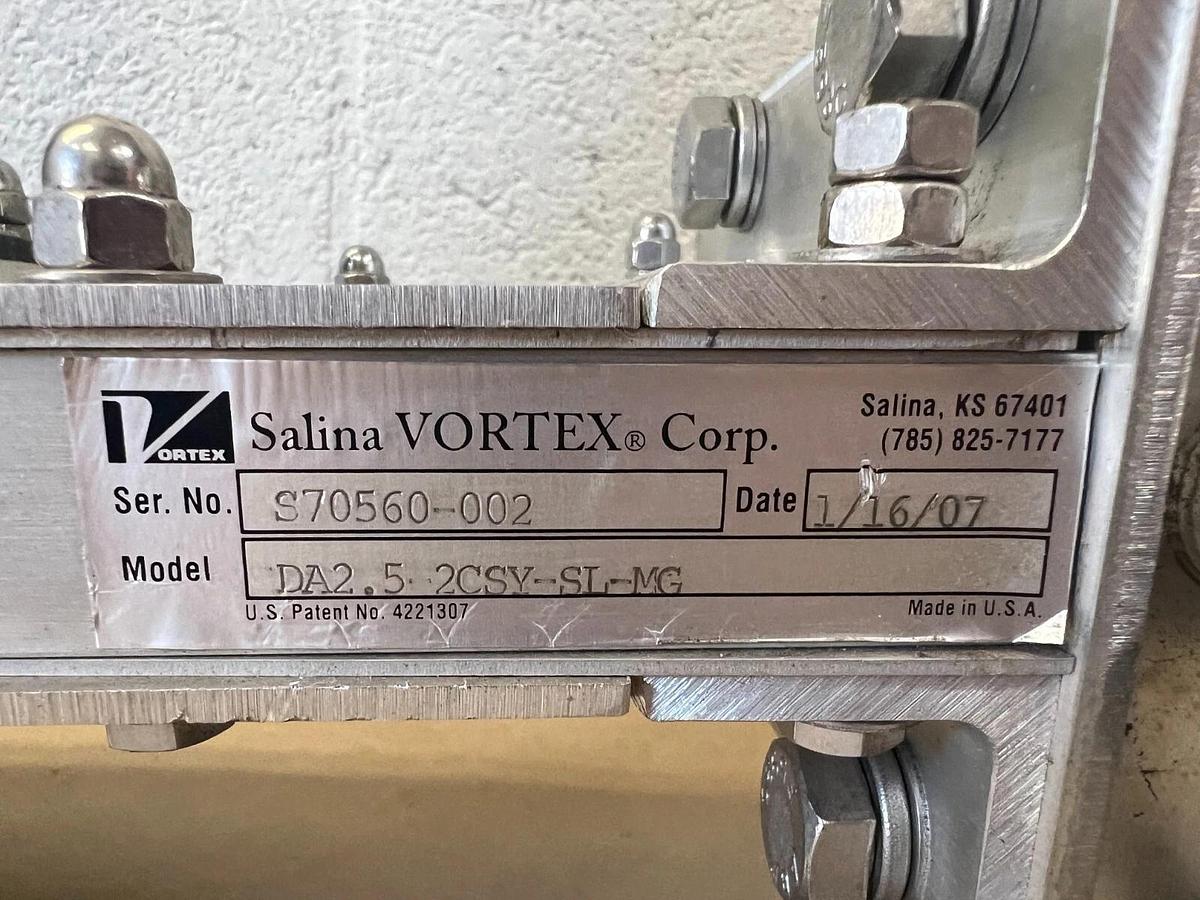 VORTEX
Salina VORTEX® Corp.
Salina, KS 67401
(785) 825-7177
Ser. No. S70560-002 Date 1/16/07
Model DA2.5 2CSY-SL-MG
U.S. Patent No. 4221307 Made in U.S.A.